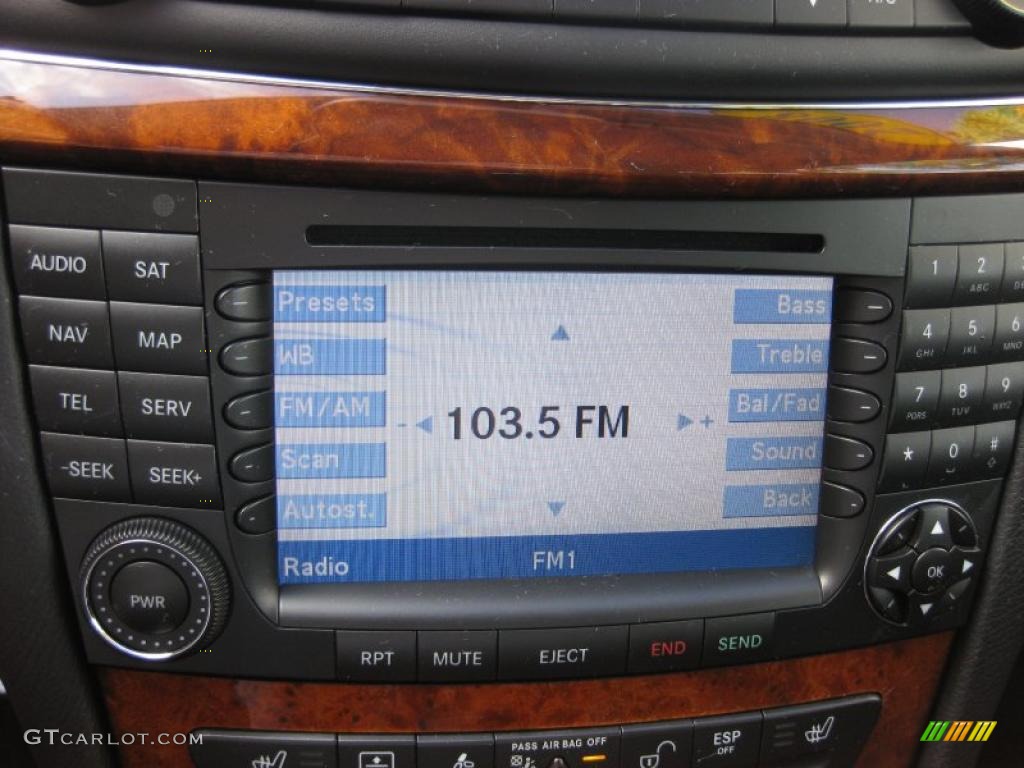 A/C
AUDIO
SAT
NAV
MAP
TEL
SERV
-SEEK
SEEK+
PWR
Presets
WB
FM/AM
Scan
Autost.
- 103.5 FM +
Bass
Treble
Bal/Fad
Sound
Back
Radio
FM1
1
2
ABC
4
GHI
5
JKL
6
MNO
7
PQRS
8
TUV
9
WXYZ
*
0
#
OK
RPT
MUTE
EJECT
END
SEND
PASS AIR BAG OFF
ESP
OFF
GTCARLOT.COM